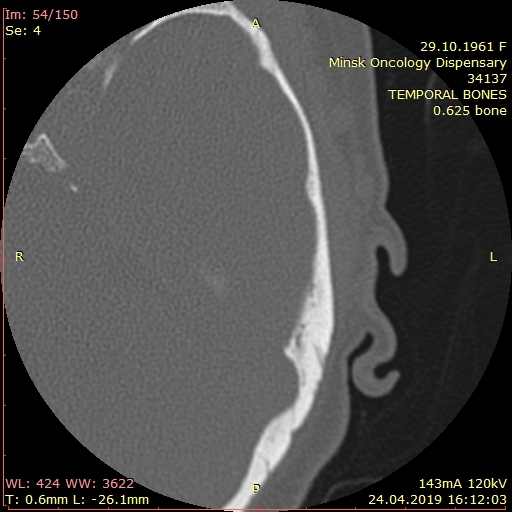 Im: 54/150
Se: 4
A
29.10.1961 F
Minsk Oncology Dispensary
34137
TEMPORAL BONES
0.625 bone
R
L
WL: 424 WW: 3622
T: 0.6mm L: -26.1mm
P
143mA 120kV
24.04.2019 16:12:03